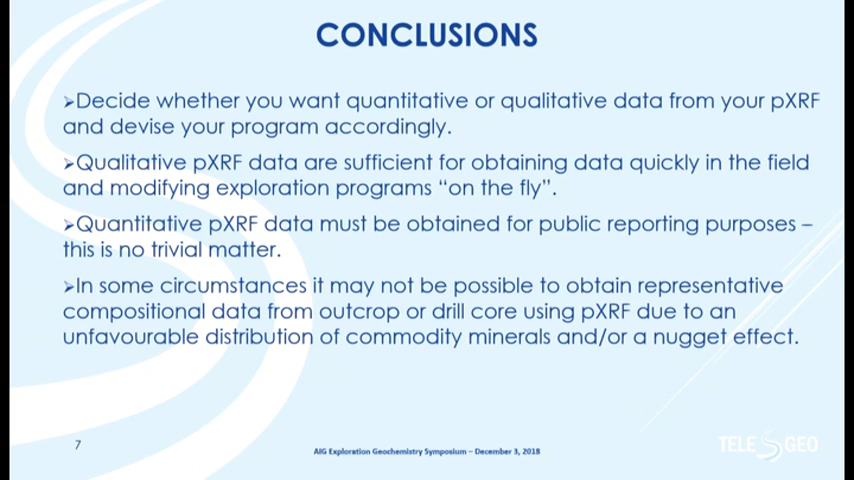 CONCLUSIONS
➢Decide whether you want quantitative or qualitative data from your pXRF
and devise your program accordingly.
➢Qualitative pXRF data are sufficient for obtaining data quickly in the field
and modifying exploration programs “on the fly”.
➢Quantitative pXRF data must be obtained for public reporting purposes –
this is no trivial matter.
➢In some circumstances it may not be possible to obtain representative
compositional data from outcrop or drill core using pXRF due to an
unfavourable distribution of commodity minerals and/or a nugget effect.
7
AIG Exploration Geochemistry Symposium – December 3, 2018
TELE GEO